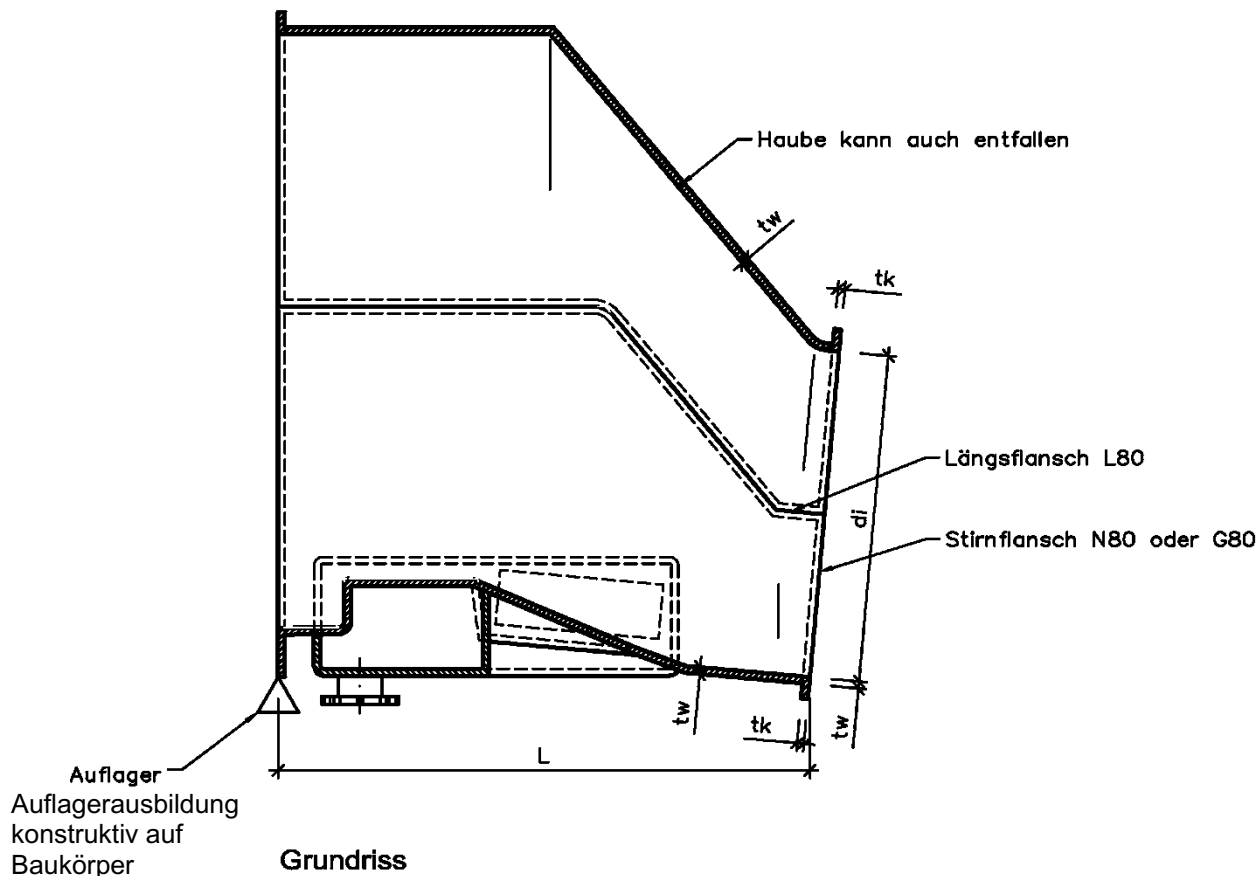 Haube kann auch entfallen
tw
tk
Längsflansch L80
di
Stirnflansch N80 oder G80
tw
tk
tw
L
Auflager
Auflagerausbildung
konstruktiv auf
Baukörper
Grundriss